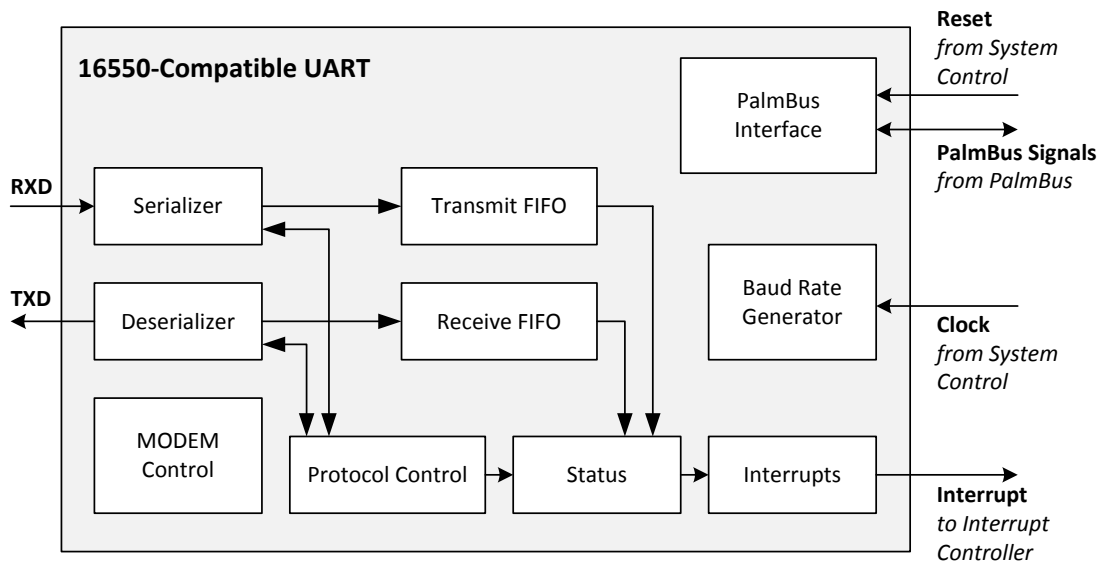 16550-Compatible UART
Reset
from System
Control
PalmBus
Interface
PalmBus Signals
from PalmBus
RXD
Serializer
Transmit FIFO
TXD
Deserializer
Receive FIFO
Baud Rate
Generator
Clock
from System
Control
MODEM
Control
Protocol Control
Status
Interrupts
Interrupt
to Interrupt
Controller